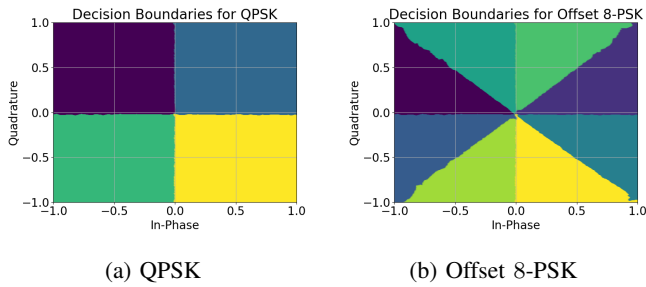 Decision Boundaries for QPSK
1.0
0.5
0.0
−0.5
−1.0
Quadrature
−1.0 −0.5 0.0 0.5 1.0
In-Phase
(a) QPSK
Decision Boundaries for Offset 8-PSK
1.0
0.5
0.0
−0.5
−1.0
Quadrature
−1.0 −0.5 0.0 0.5 1.0
In-Phase
(b) Offset 8-PSK